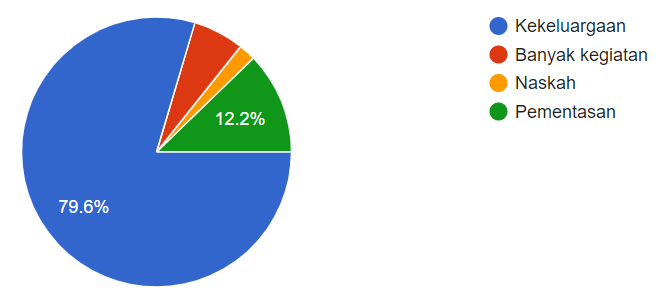 Kekeluargaan
Banyak kegiatan
Naskah
Pementasan
12.2%
79.6%